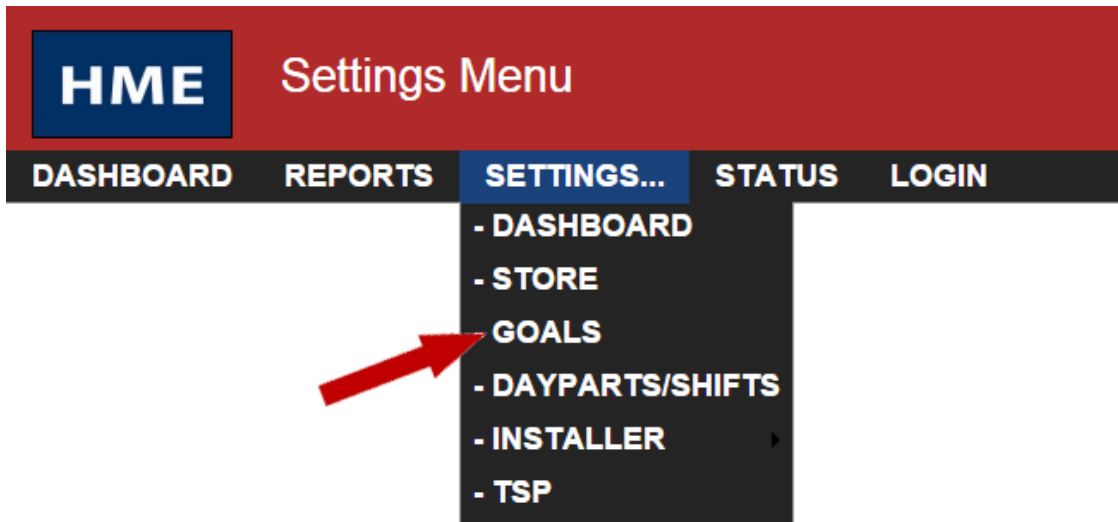 HME Settings Menu
DASHBOARD REPORTS SETTINGS... STATUS LOGIN
- DASHBOARD
- STORE
- GOALS
- DAYPARTS/SHIFTS
- INSTALLER
- TSP